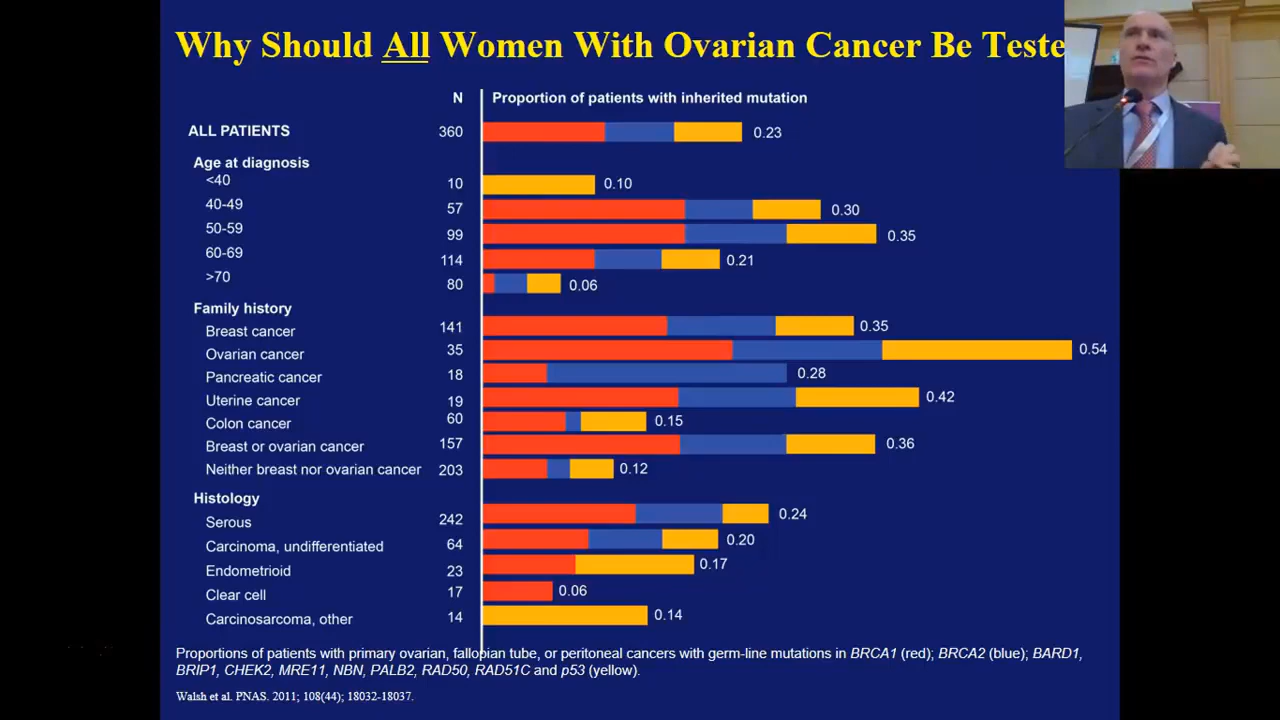 Why Should All Women With Ovarian Cancer Be Teste
N Proportion of patients with inherited mutation
ALL PATIENTS 360 0.23
Age at diagnosis
<40 10 0.10
40-49 57 0.30
50-59 99 0.35
60-69 114 0.21
>70 80 0.06
Family history
Breast cancer 141 0.35
Ovarian cancer 35 0.54
Pancreatic cancer 18 0.28
Uterine cancer 19 0.42
Colon cancer 60 0.15
Breast or ovarian cancer 157 0.36
Neither breast nor ovarian cancer 203 0.12
Histology
Serous 242 0.24
Carcinoma, undifferentiated 64 0.20
Endometrioid 23 0.17
Clear cell 17 0.06
Carcinosarcoma, other 14 0.14
Proportions of patients with primary ovarian, fallopian tube, or peritoneal cancers with germ-line mutations in BRCA1 (red); BRCA2 (blue); BARD1,
BRIP1, CHEK2, MRE11, NBN, PALB2, RAD50, RAD51C and p53 (yellow).
Walsh et al. PNAS. 2011; 108(44); 18032-18037.